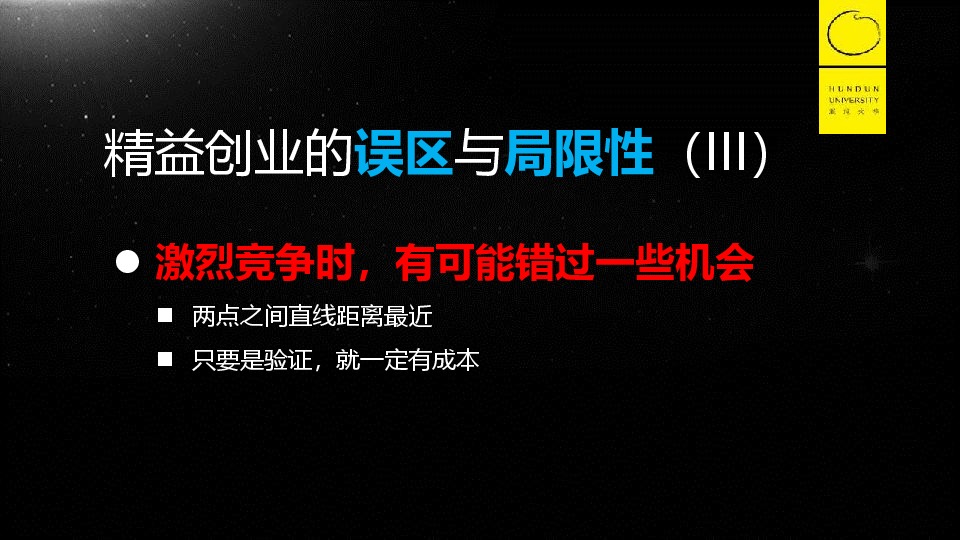 HUNDUN
UNIVERSITY
混沌大学
精益创业的误区与局限性（III）
激烈竞争时，有可能错过一些机会
两点之间直线距离最近
只要是验证，就一定有成本